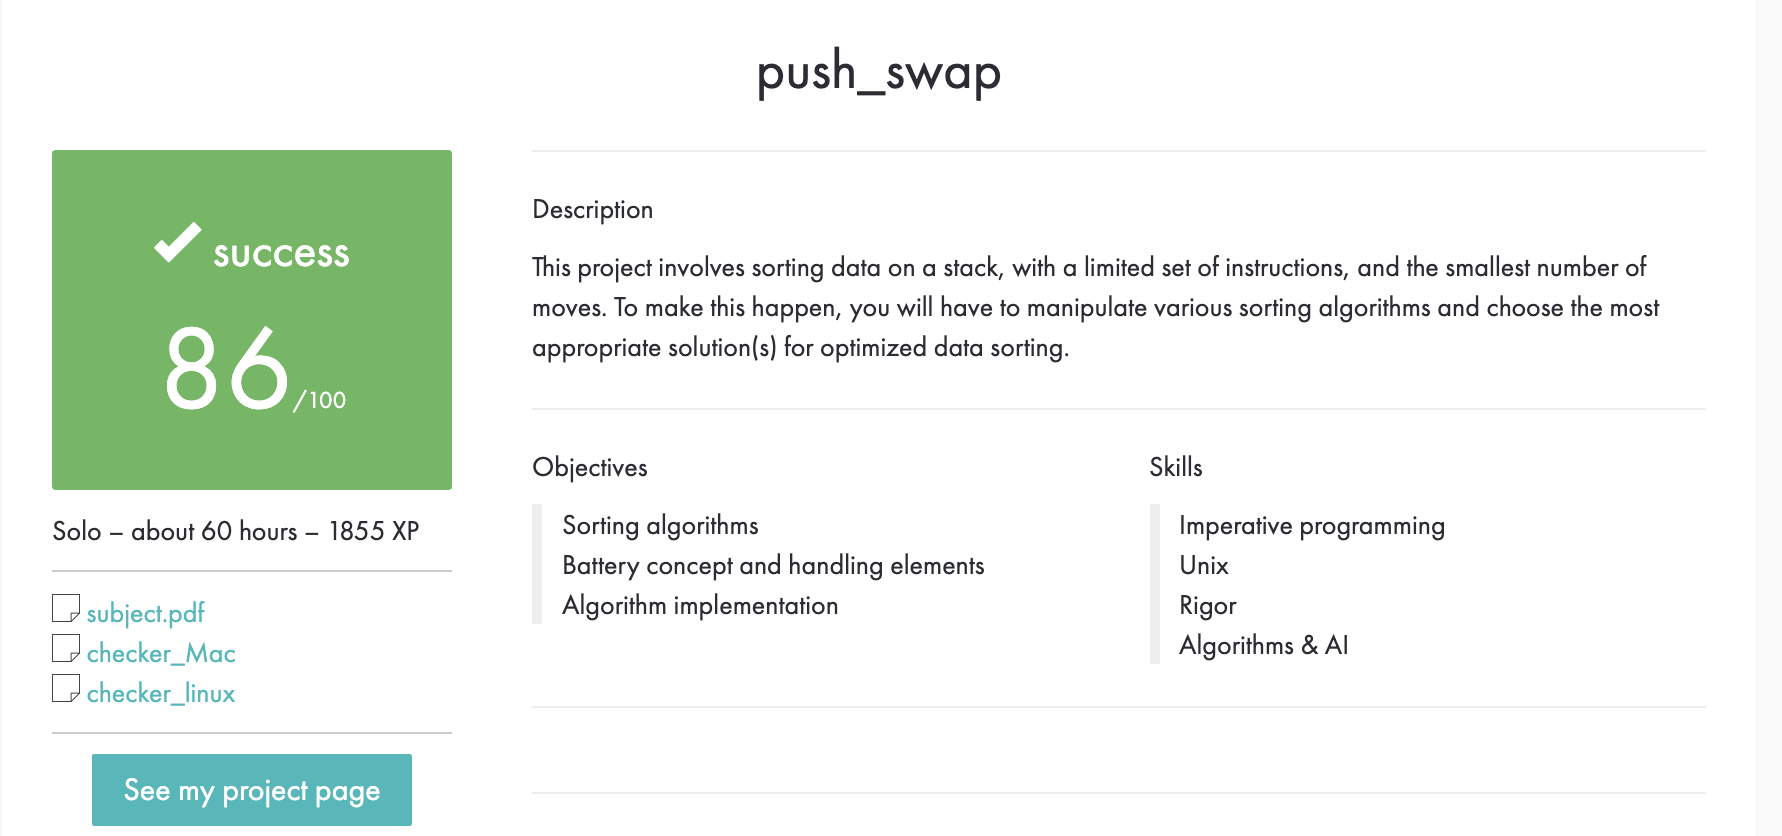 push_swap
success
86/100
Solo – about 60 hours – 1855 XP
subject.pdf
checker_Mac
checker_linux
See my project page
Description
This project involves sorting data on a stack, with a limited set of instructions, and the smallest number of
moves. To make this happen, you will have to manipulate various sorting algorithms and choose the most
appropriate solution(s) for optimized data sorting.
Objectives
Sorting algorithms
Battery concept and handling elements
Algorithm implementation
Skills
Imperative programming
Unix
Rigor
Algorithms & AI